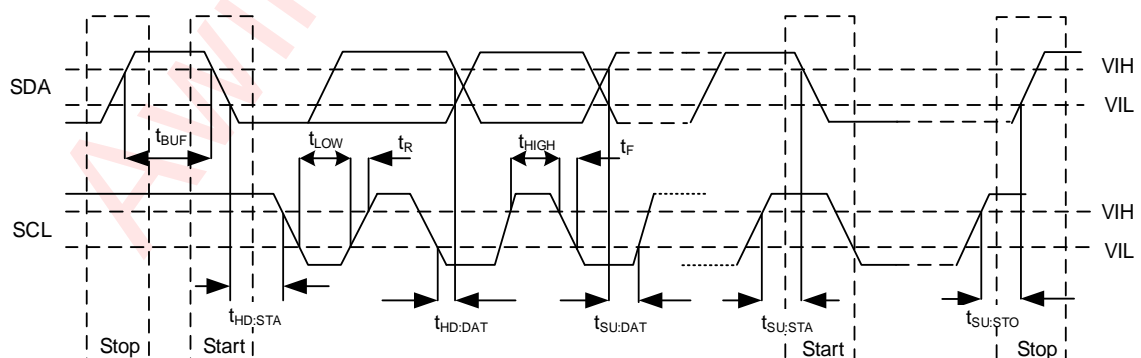 Awin
SDA
VIH
VIL
tBUF
tLOW
tR
tHIGH
tF
SCL
VIH
VIL
tHD:STA
tHD:DAT
tSU:DAT
tSU:STA
tSU:STO
Stop
Start
Start
Stop